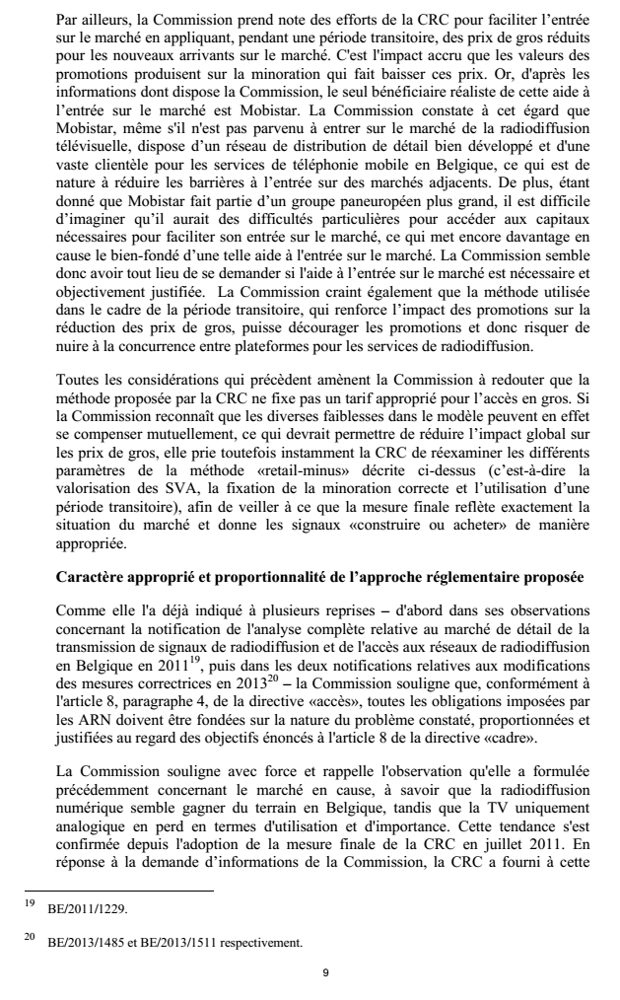 Par ailleurs, la Commission prend note des efforts de la CRC pour faciliter l'entrée
sur le marché en appliquant, pendant une période transitoire, des prix de gros réduits
pour les nouveaux arrivants sur le marché. C'est l'impact accru que les valeurs des
promotions produisent sur la minoration qui fait baisser ces prix. Or, d'après les
informations dont dispose la Commission, le seul bénéficiaire réaliste de cette aide à
l’entrée sur le marché est Mobistar. La Commission constate à cet égard que
Mobistar, même s'il n'est pas parvenu à entrer sur le marché de la radiodiffusion
télévisuelle, dispose d’un réseau de distribution de détail bien développé et d'une
vaste clientèle pour les services de téléphonie mobile en Belgique, ce qui est de
nature à réduire les barrières à l’entrée sur des marchés adjacents. De plus, étant
donné que Mobistar fait partie d’un groupe paneuropéen plus grand, il est difficile
d’imaginer qu’il aurait des difficultés particulières pour accéder aux capitaux
nécessaires pour faciliter son entrée sur le marché, ce qui met encore davantage en
cause le bien-fondé d’une telle aide à l'entrée sur le marché. La Commission semble
donc avoir tout lieu de se demander si l'aide à l’entrée sur le marché est nécessaire et
objectivement justifiée. La Commission craint également que la méthode utilisée
dans le cadre de la période transitoire, qui renforce l’impact des promotions sur la
réduction des prix de gros, puisse décourager les promotions et donc risquer de
nuire à la concurrence entre plateformes pour les services de radiodiffusion.
Toutes les considérations qui précèdent amènent la Commission à redouter que la
méthode proposée par la CRC ne fixe pas un tarif approprié pour l’accès en gros. Si
la Commission reconnaît que les diverses faiblesses dans le modèle peuvent en effet
se compenser mutuellement, ce qui devrait permettre de réduire l’impact global sur
les prix de gros, elle prie toutefois instamment la CRC de réexaminer les différents
paramètres de la méthode «retail-minus» décrite ci-dessus (c’est-à-dire la
valorisation des SVA, la fixation de la minoration correcte et l’utilisation d’une
période transitoire), afin de veiller à ce que la mesure finale reflète exactement la
situation du marché et donne les signaux «construire ou acheter» de manière
appropriée.
Caractère approprié et proportionnalité de l’approche réglementaire proposée
Comme elle l'a déjà indiqué à plusieurs reprises – d'abord dans ses observations
concernant la notification de l'analyse complète relative au marché de détail de la
transmission de signaux de radiodiffusion et de l'accès aux réseaux de radiodiffusion
en Belgique en 2011¹⁹, puis dans les deux notifications relatives aux modifications
des mesures correctrices en 2013²⁰ – la Commission souligne que, conformément à
l'article 8, paragraphe 4, de la directive «accès», toutes les obligations imposées par
les ARN doivent être fondées sur la nature du problème constaté, proportionnées et
justifiées au regard des objectifs énoncés à l'article 8 de la directive «cadre».
La Commission souligne avec force et rappelle l'observation qu'elle a formulée
précédemment concernant le marché en cause, à savoir que la radiodiffusion
numérique semble gagner du terrain en Belgique, tandis que la TV uniquement
analogique en perd en termes d'utilisation et d'importance. Cette tendance s'est
confirmée depuis l'adoption de la mesure finale de la CRC en juillet 2011. En
réponse à la demande d’informations de la Commission, la CRC a fourni à cette
19 BE/2011/1229.
20 BE/2013/1485 et BE/2013/1511 respectivement.
9